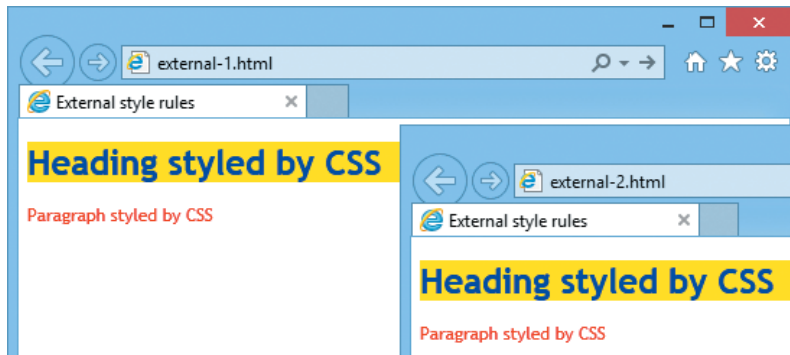 external-1.html
External style rules
Heading styled by CSS
Paragraph styled by CSS
external-2.html
External style rules
Heading styled by CSS
Paragraph styled by CSS